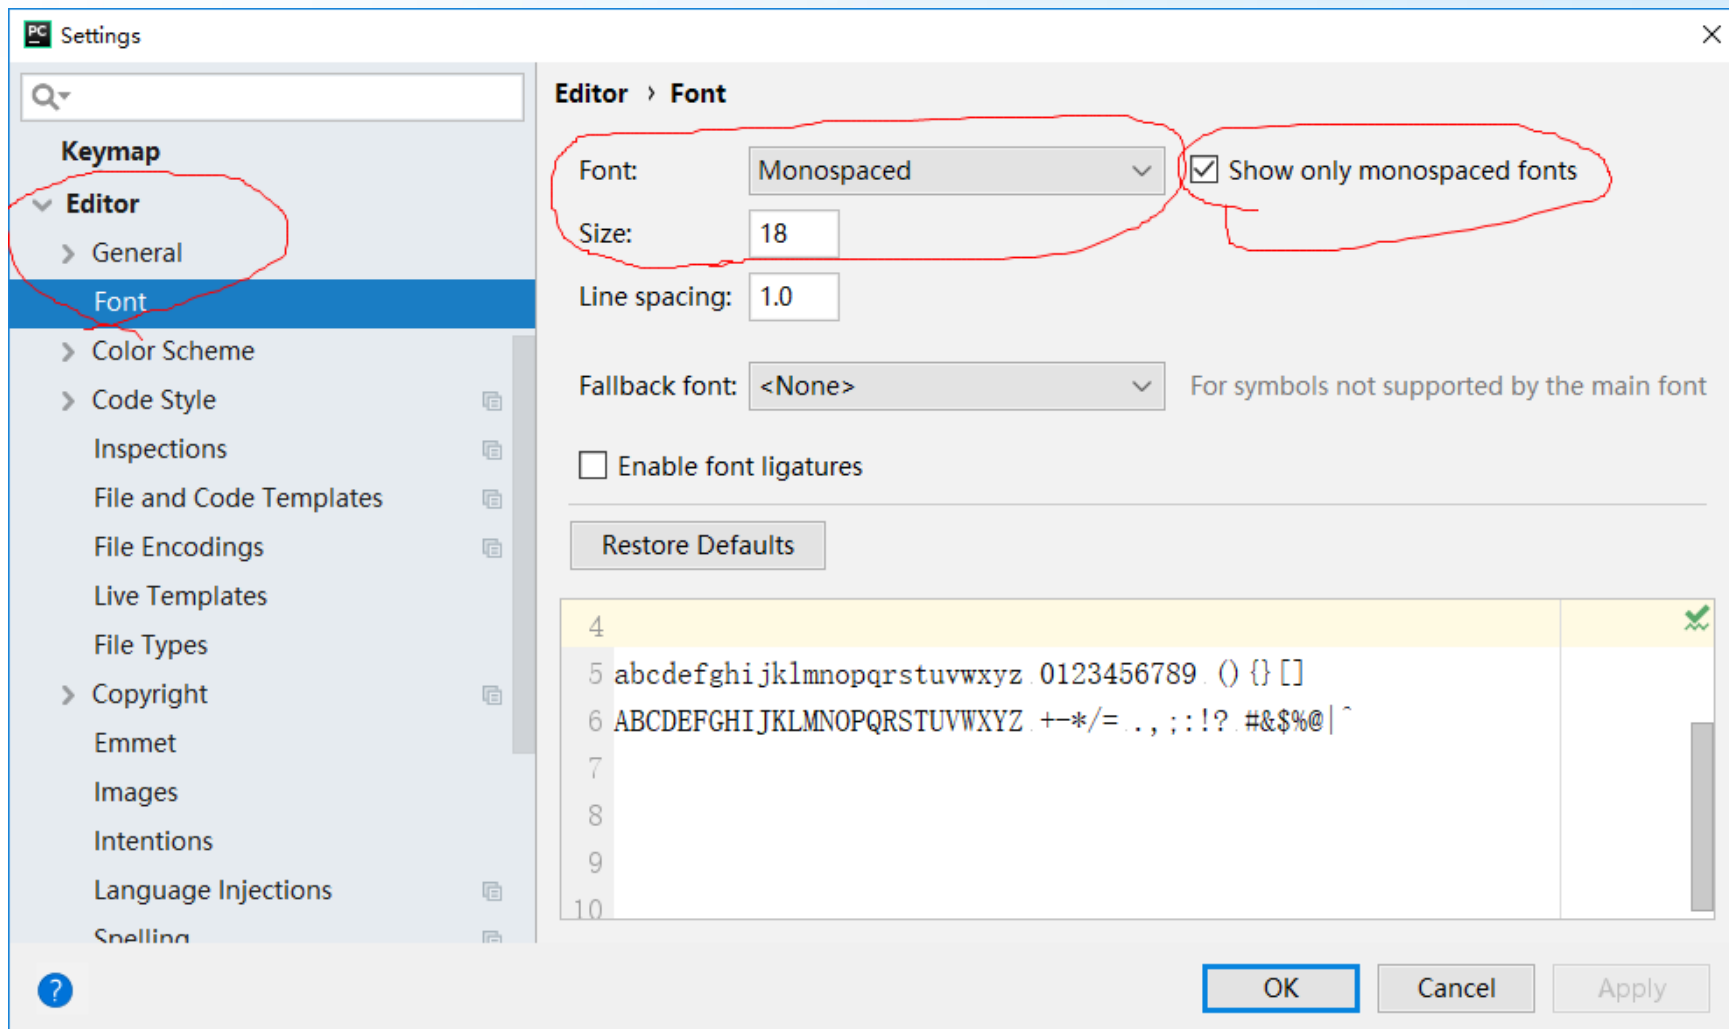 PC Settings
Keymap
Editor
General
Font
Color Scheme
Code Style
Inspections
File and Code Templates
File Encodings
Live Templates
File Types
Copyright
Emmet
Images
Intentions
Language Injections
Spelling
Editor › Font
Font: Monospaced Show only monospaced fonts
Size: 18
Line spacing: 1.0
Fallback font: <None> For symbols not supported by the main font
Enable font ligatures
Restore Defaults
4
5 abcdefghijklmnopqrstuvwxyz 0123456789 (){}[]
6 ABCDEFGHIJKLMNOPQRSTUVWXYZ +-*/= .,;:!? #&$%@|^
7
8
9
10
? OK Cancel Apply